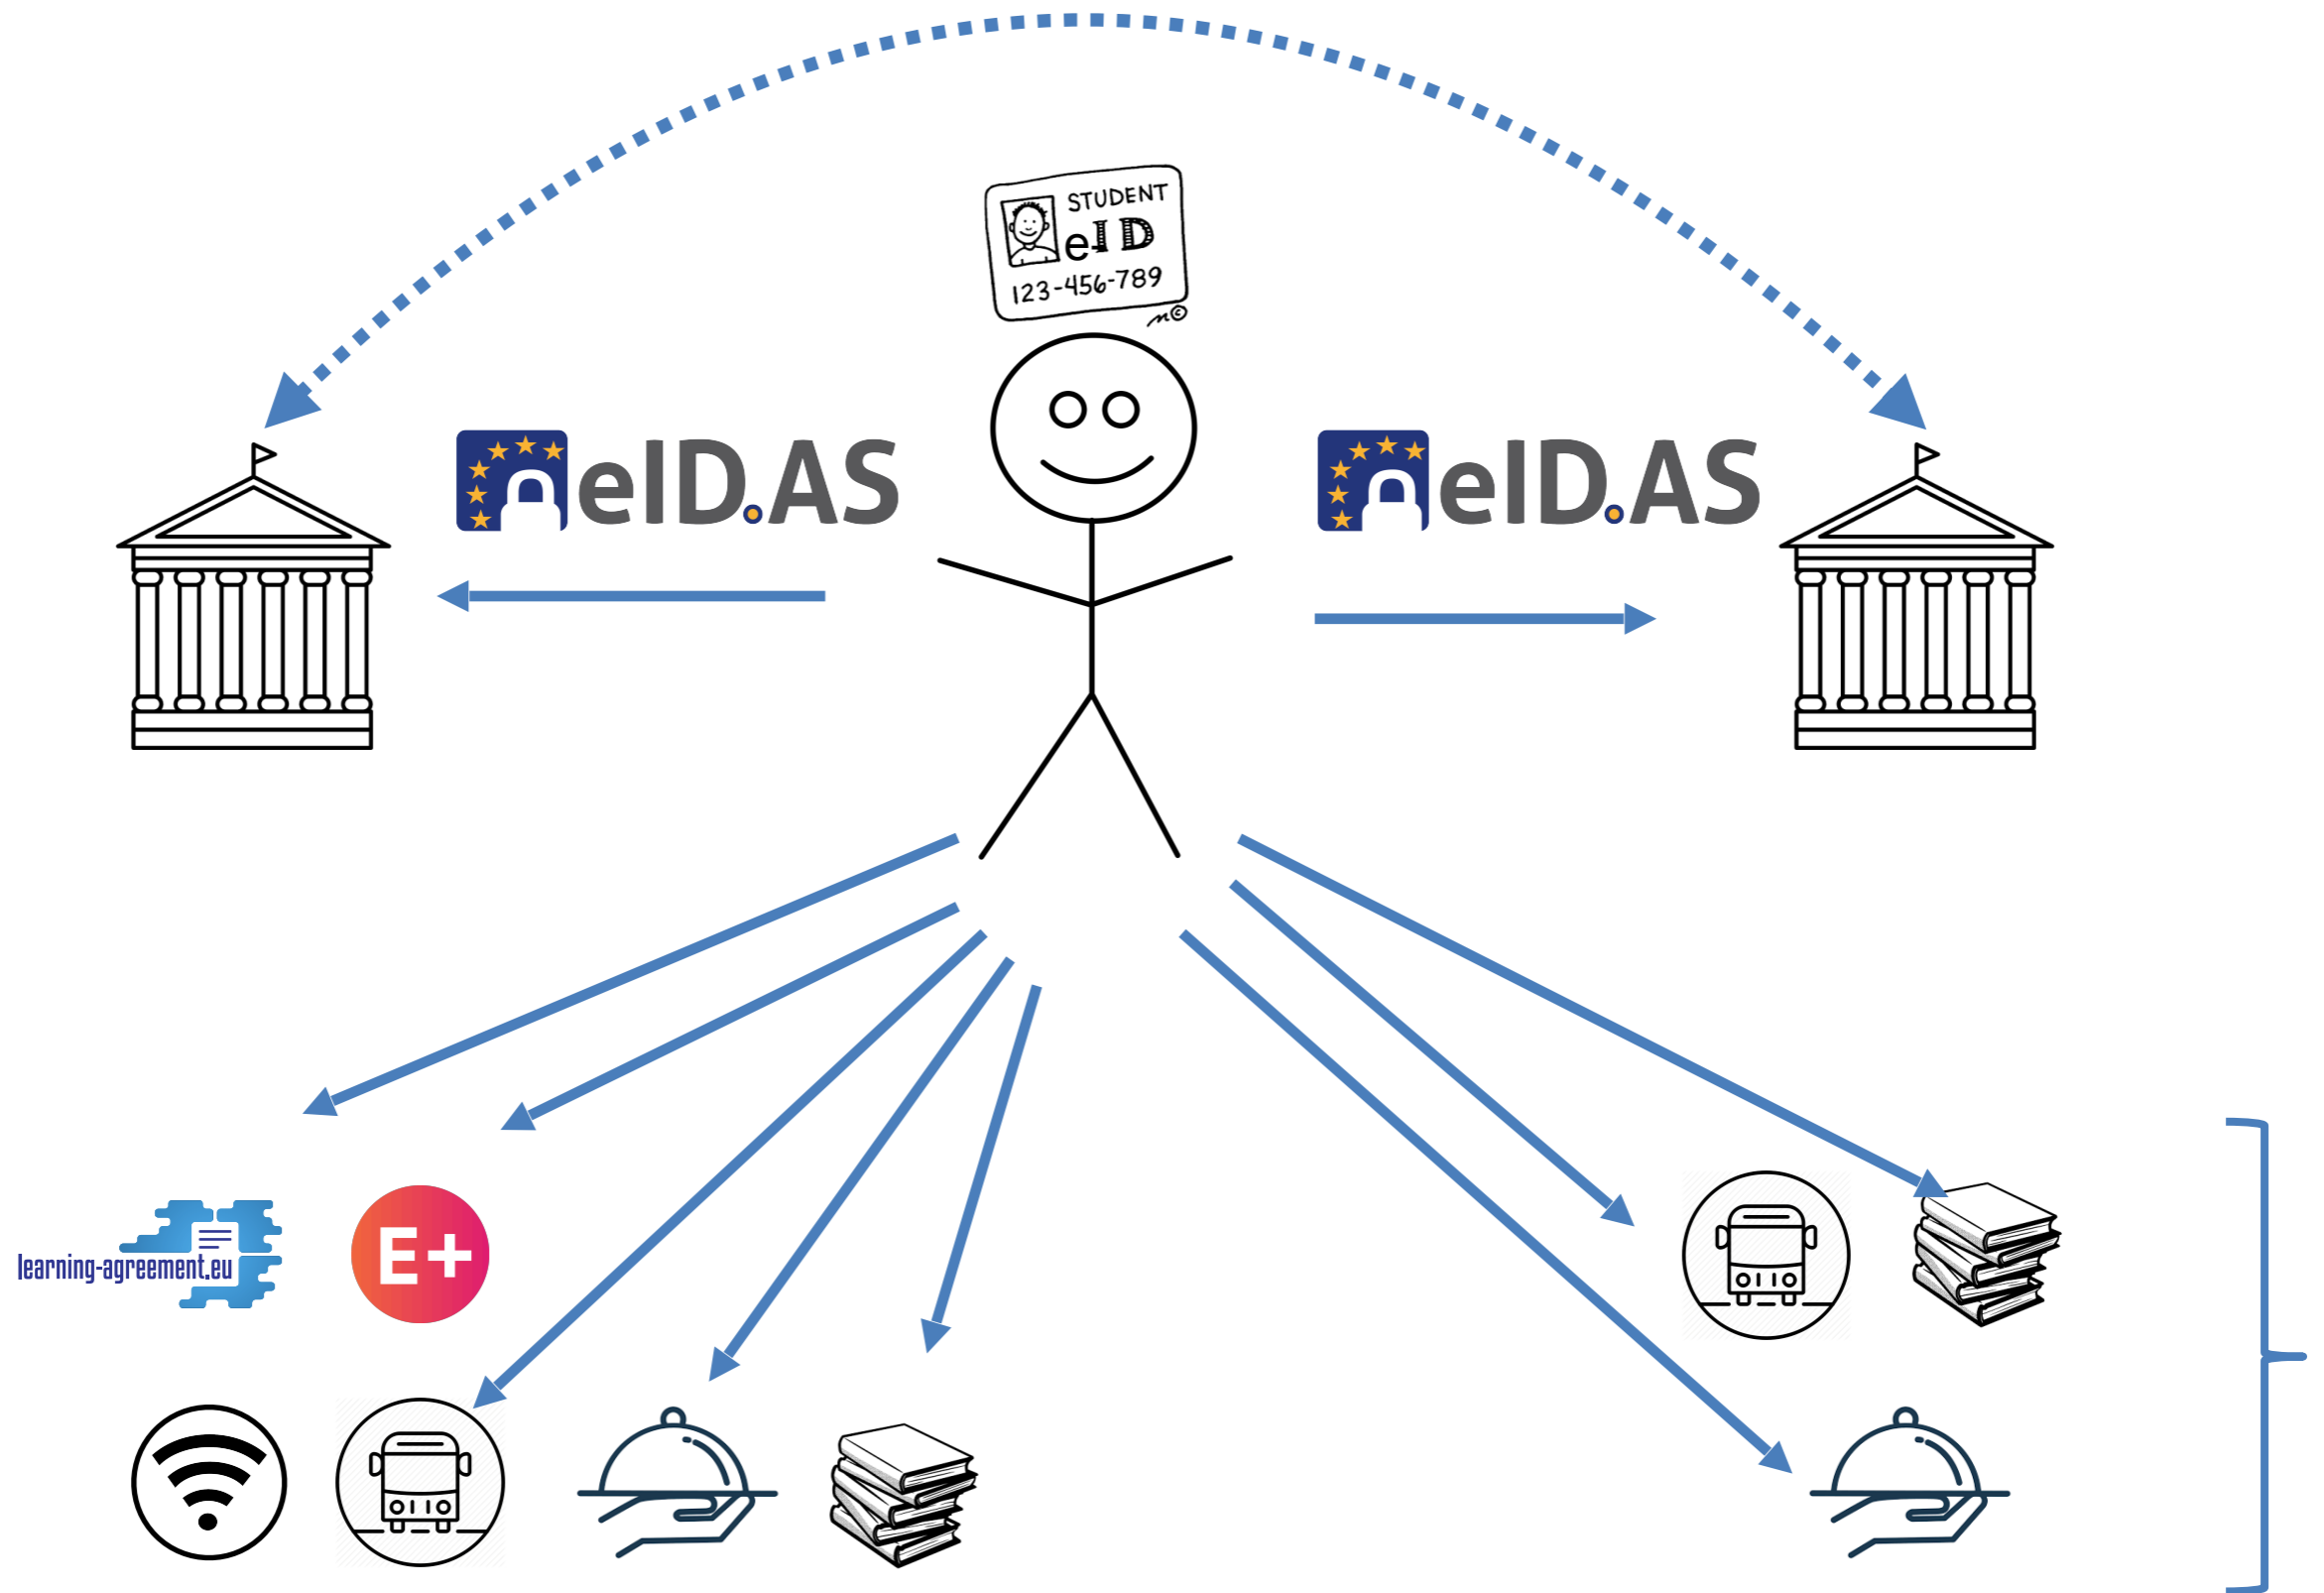 STUDENT
eID
123-456-789
eID.AS
eID.AS
learning-agreement.eu
E+